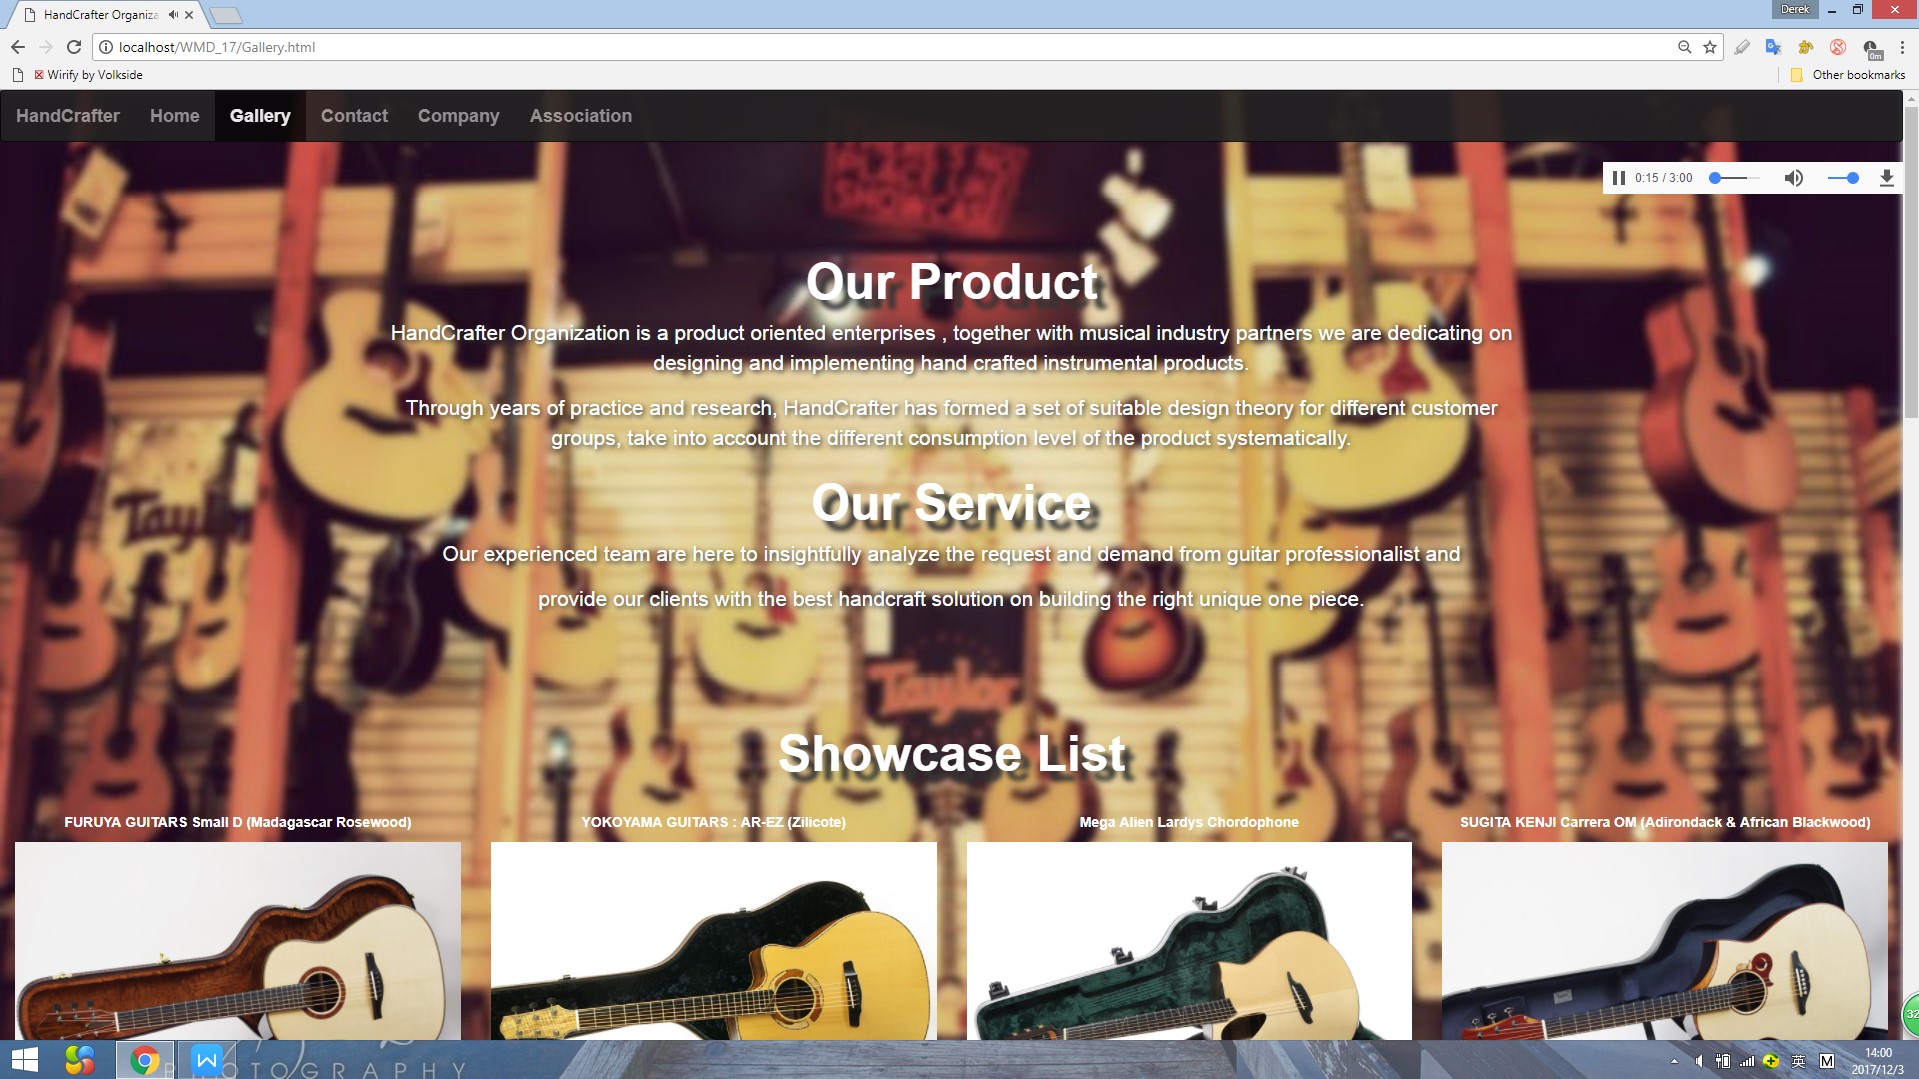 HandCrafter Organiza
Derek
localhost/WMD_17/Gallery.html
0m
Wirify by Volkside
Other bookmarks
HandCrafter Home Gallery Contact Company Association
0:15 / 3:00
Our Product
HandCrafter Organization is a product oriented enterprises , together with musical industry partners we are dedicating on
designing and implementing hand crafted instrumental products.
Through years of practice and research, HandCrafter has formed a set of suitable design theory for different customer
groups, take into account the different consumption level of the product systematically.
Taylor
Our Service
Our experienced team are here to insightfully analyze the request and demand from guitar professionalist and
provide our clients with the best handcraft solution on building the right unique one piece.
Taylor
Showcase List
FURUYA GUITARS Small D (Madagascar Rosewood)
YOKOYAMA GUITARS : AR-EZ (Zilicote)
Mega Alien Lardys Chordophone
SUGITA KENJI Carrera OM (Adirondack & African Blackwood)
32
PHOTOGRAPHY
英
M
14:00
2017/12/3